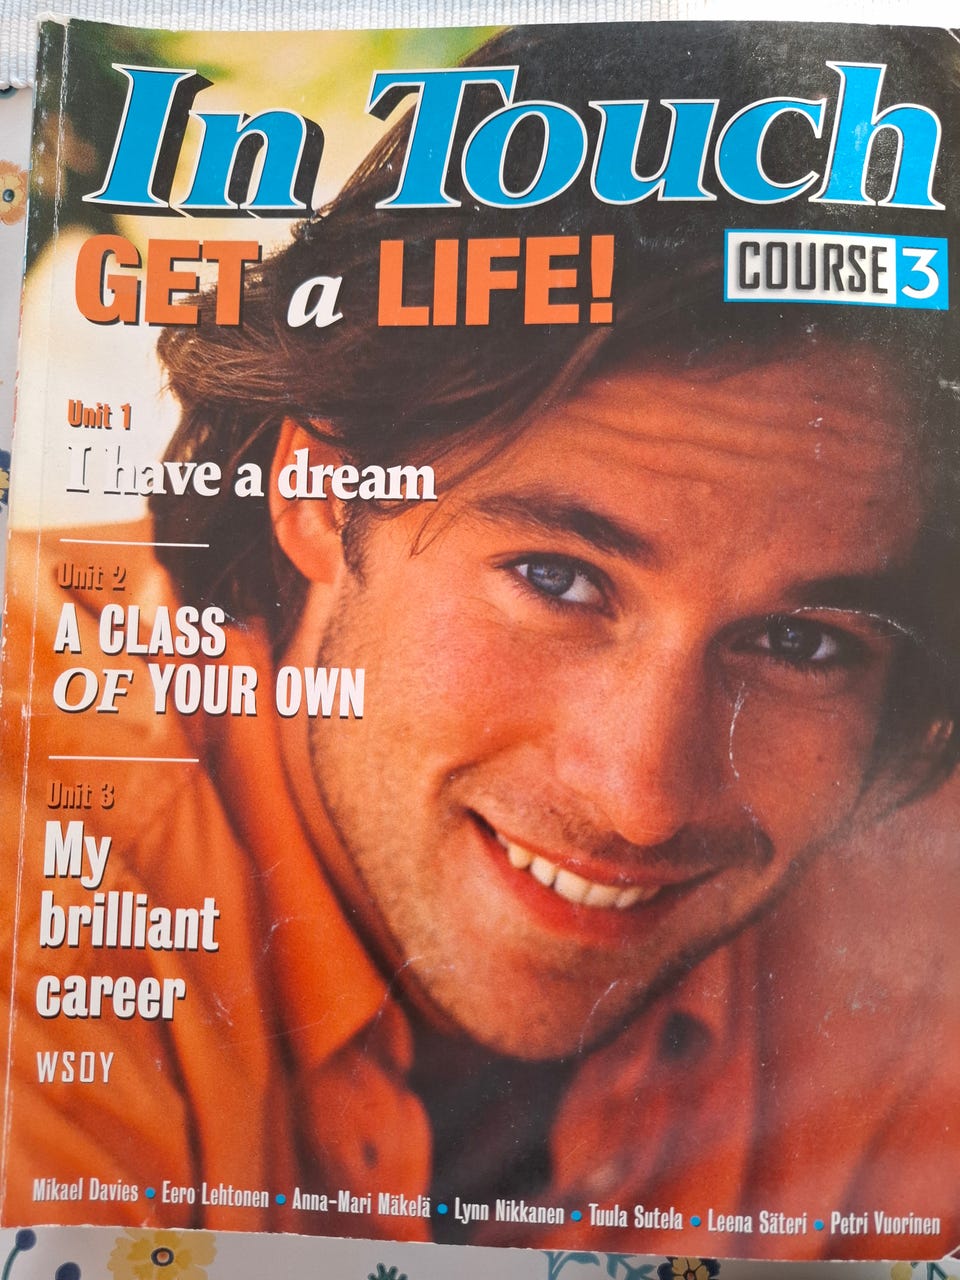 In Touch
GET a LIFE!
COURSE 3
Unit 1
I have a dream
Unit 2
A CLASS
OF YOUR OWN
Unit 3
My
brilliant
career
WSOY
Mikael Davies • Eero Lehtonen • Anna-Mari Mäkelä • Lynn Nikkanen • Tuula Sutela • Leena Säteri • Petri Vuorinen